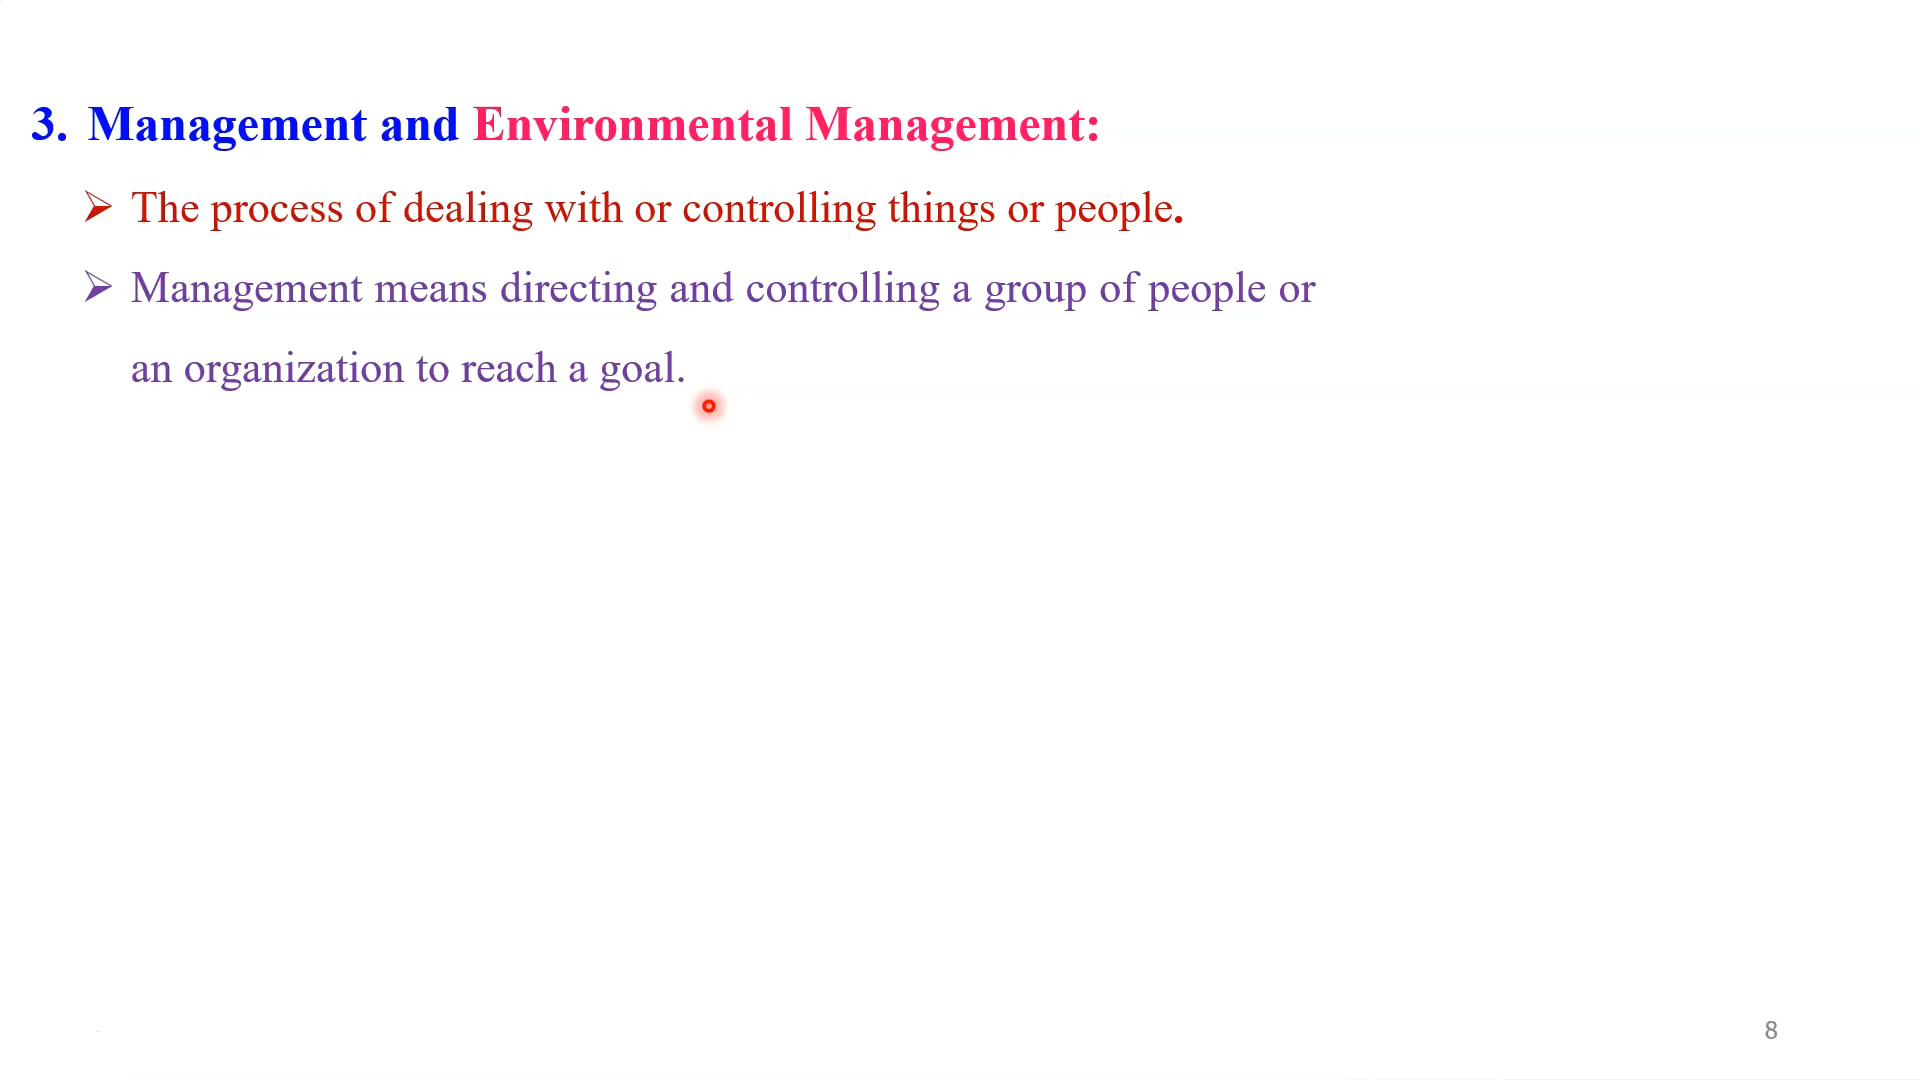 3. Management and Environmental Management:
➢ The process of dealing with or controlling things or people.
➢ Management means directing and controlling a group of people or
an organization to reach a goal.
8